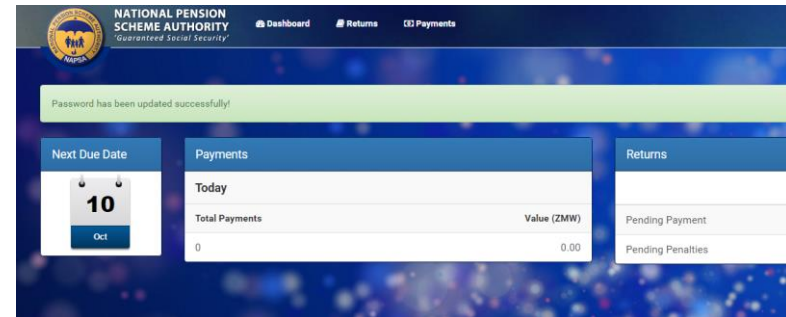 NATIONAL PENSION
SCHEME AUTHORITY
'Guaranteed Social Security'
NAPSA
Dashboard Returns Payments
Password has been updated successfully!
Next Due Date
10
Oct
Payments
Today
Total Payments Value (ZMW)
0 0.00
Returns
Pending Payment
Pending Penalties